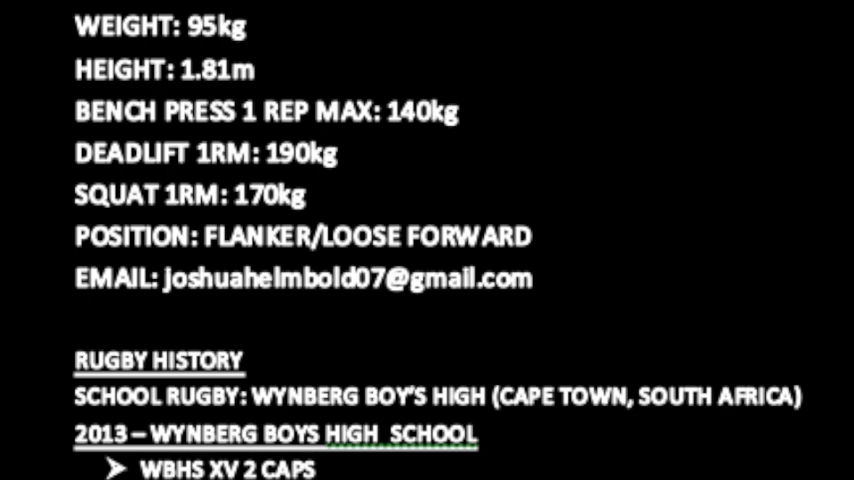 WEIGHT: 95kg
HEIGHT: 1.81m
BENCH PRESS 1 REP MAX: 140kg
DEADLIFT 1RM: 190kg
SQUAT 1RM: 170kg
POSITION: FLANKER/LOOSE FORWARD
EMAIL: joshuahelmbold07@gmail.com
RUGBY HISTORY
SCHOOL RUGBY: WYNBERG BOY'S HIGH (CAPE TOWN, SOUTH AFRICA)
2013 – WYNBERG BOYS HIGH SCHOOL
➤ WBHS XV 2 CAPS